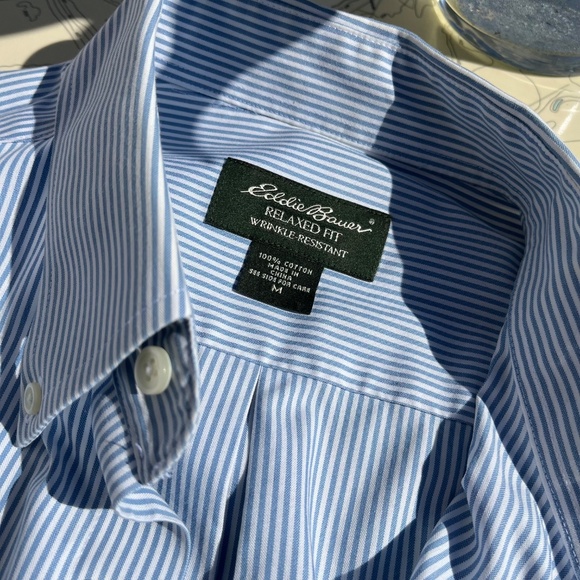 Eddie Bauer®
RELAXED FIT
WRINKLE-RESISTANT
100% COTTON
MADE IN
CHINA
SEE SIDE FOR CARE
M